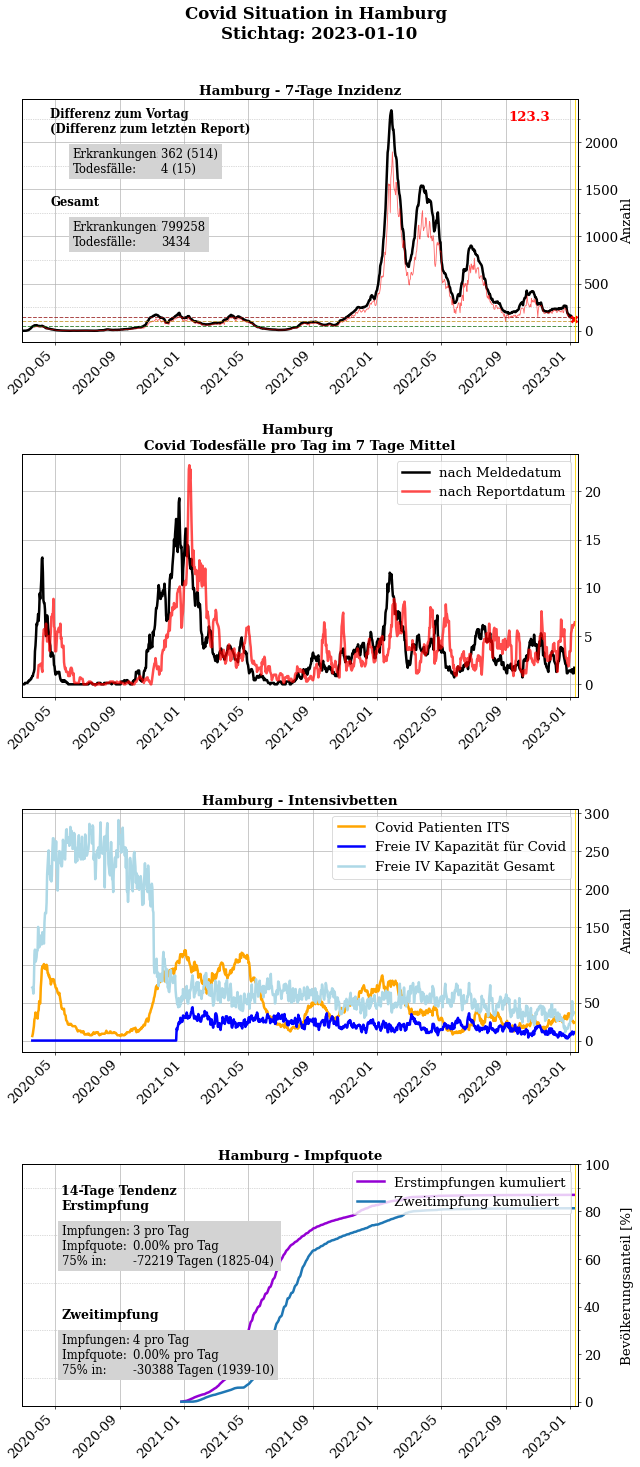 Covid Situation in Hamburg
Stichtag: 2023-01-10
Hamburg - 7-Tage Inzidenz
Differenz zum Vortag
(Differenz zum letzten Report)
Erkrankungen 362 (514)
Todesfälle: 4 (15)
Gesamt
Erkrankungen 799258
Todesfälle: 3434
123.3
2000
1500
1000
500
0
Anzahl
2020-05 2020-09 2021-01 2021-05 2021-09 2022-01 2022-05 2022-09 2023-01
Hamburg
Covid Todesfälle pro Tag im 7 Tage Mittel
nach Meldedatum
nach Reportdatum
20
15
10
5
0
2020-05 2020-09 2021-01 2021-05 2021-09 2022-01 2022-05 2022-09 2023-01
Hamburg - Intensivbetten
Covid Patienten ITS
Freie IV Kapazität für Covid
Freie IV Kapazität Gesamt
300
250
200
150
100
50
0
Anzahl
2020-05 2020-09 2021-01 2021-05 2021-09 2022-01 2022-05 2022-09 2023-01
Hamburg - Impfquote
Erstimpfungen kumuliert
Zweitimpfung kumuliert
14-Tage Tendenz
Erstimpfung
Impfungen: 3 pro Tag
Impfquote: 0.00% pro Tag
75% in: -72219 Tagen (1825-04)
Zweitimpfung
Impfungen: 4 pro Tag
Impfquote: 0.00% pro Tag
75% in: -30388 Tagen (1939-10)
100
80
60
40
20
0
Bevölkerungsanteil [%]
2020-05 2020-09 2021-01 2021-05 2021-09 2022-01 2022-05 2022-09 2023-01